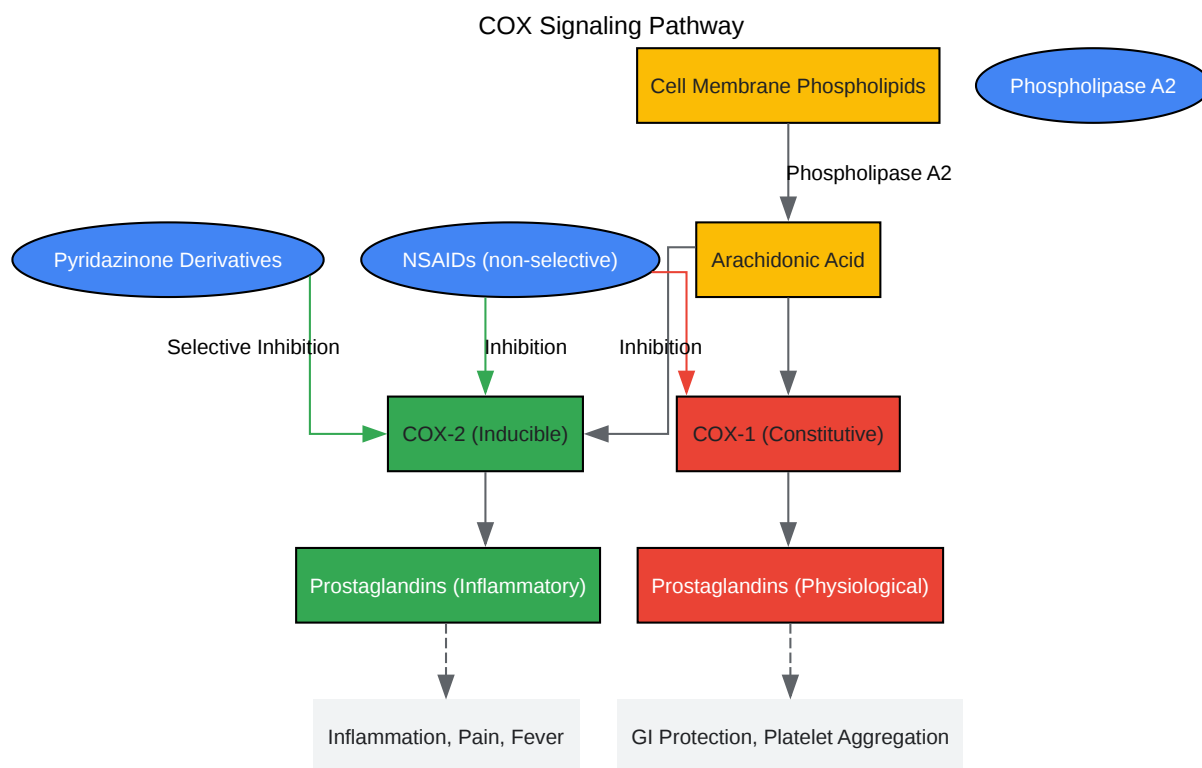 COX Signaling Pathway
Cell Membrane Phospholipids
Phospholipase A2
Phospholipase A2
Pyridazinone Derivatives
NSAIDs (non-selective)
Arachidonic Acid
Selective Inhibition
Inhibition
Inhibition
COX-2 (Inducible)
COX-1 (Constitutive)
Prostaglandins (Inflammatory)
Prostaglandins (Physiological)
Inflammation, Pain, Fever
GI Protection, Platelet Aggregation